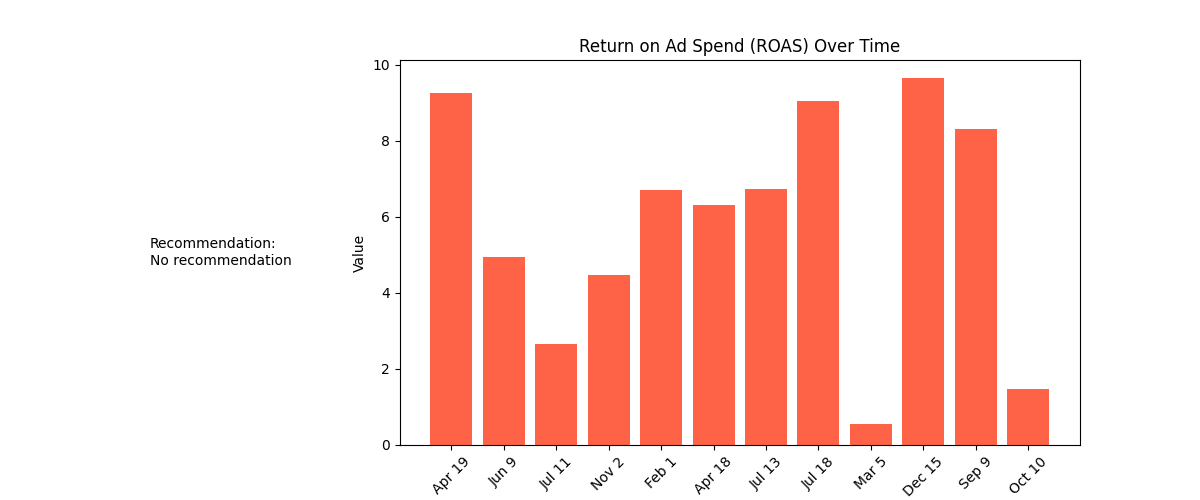 Return on Ad Spend (ROAS) Over Time
10
8
6
4
2
0
Value
Recommendation:
No recommendation
Apr 19
Jun 9
Jul 11
Nov 2
Feb 1
Apr 18
Jul 13
Jul 18
Mar 5
Dec 15
Sep 9
Oct 10